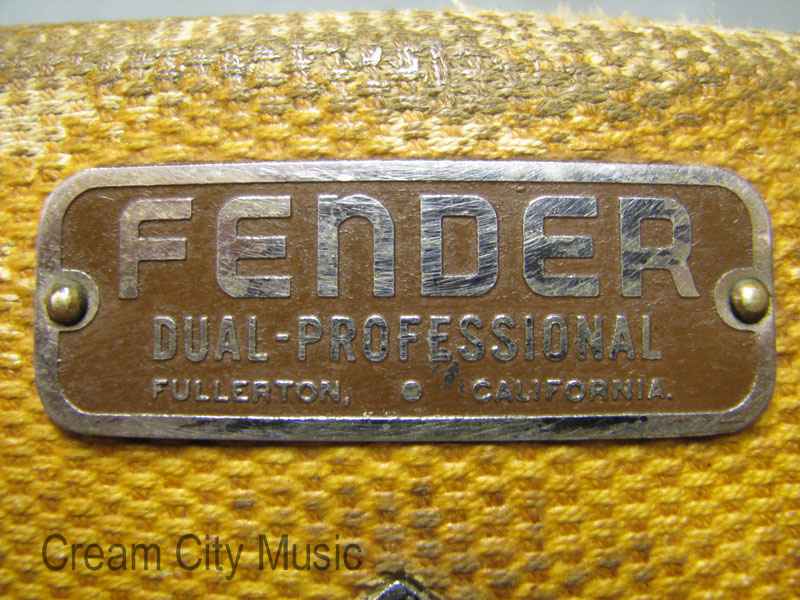 FEnDER
DUAL-PROFESSIONAL
FULLERTON, • CALIFORNIA.
Cream City Music